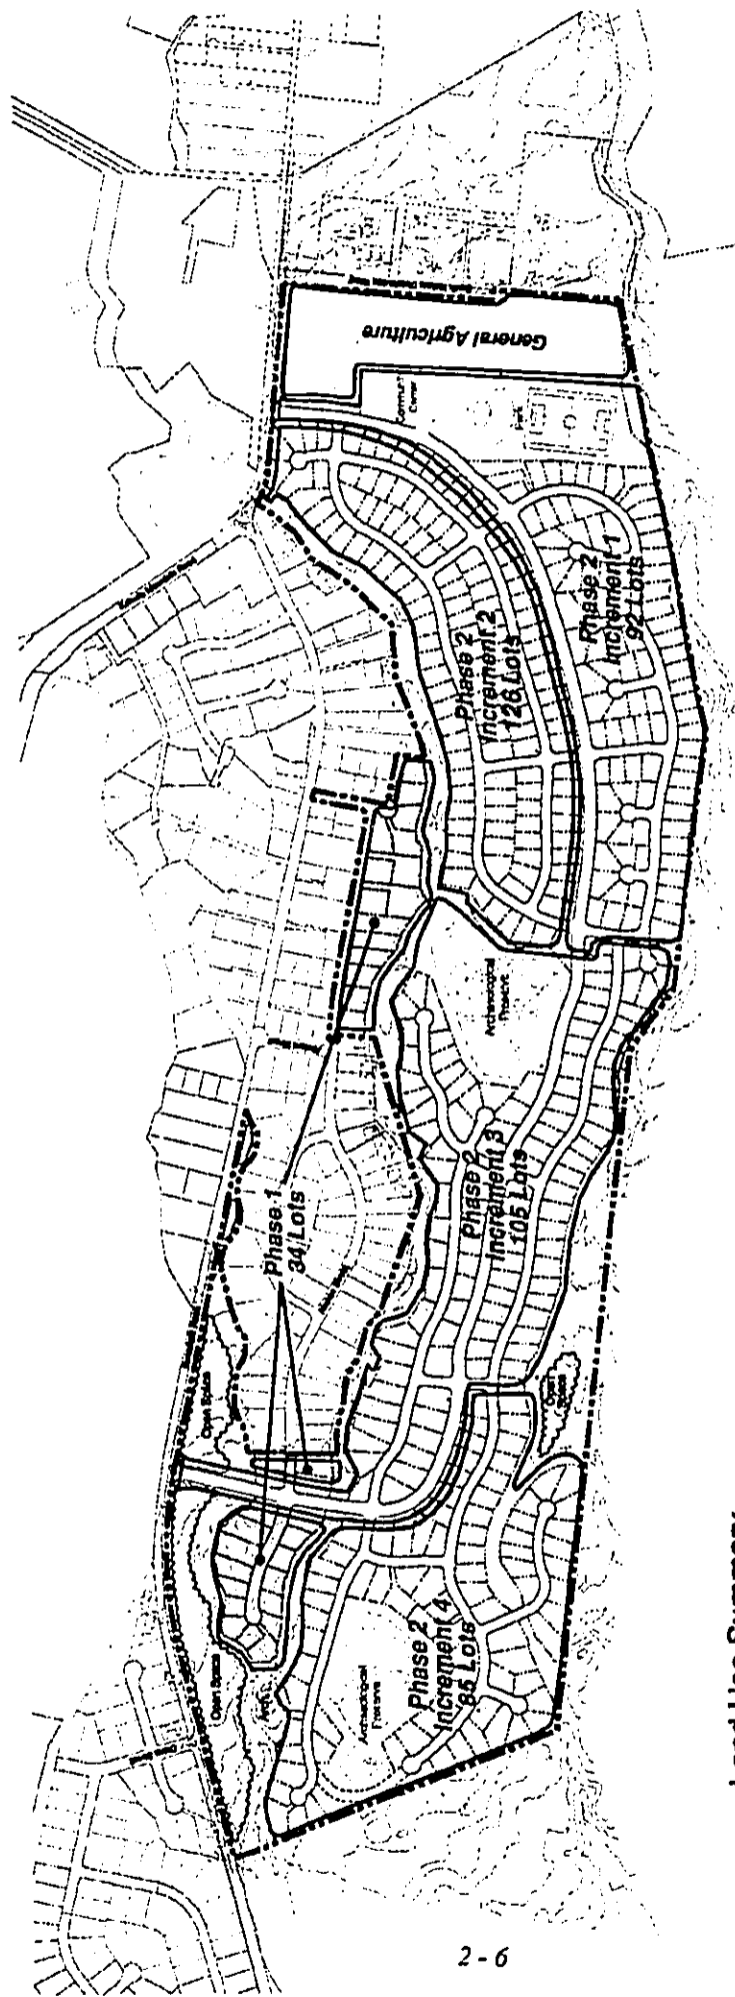 General Agriculture
Park
Phase 2
Increment 1
92 Lots
Phase 2
Increment 2
126 Lots
Archaeological
Preserve
Phase 2
Increment 3
105 Lots
Phase 1
34 Lots
Open Space
Open
Space
Open Space
Archaeological
Preserve
Phase 2
Increment 4
85 Lots
Land Use Summary
2-6